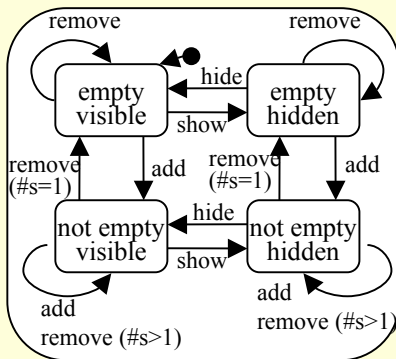 remove
remove
hide
empty
visible
empty
hidden
show
remove
(#s=1)
add
remove
(#s=1)
add
hide
not empty
visible
not empty
hidden
show
add
remove (#s>1)
add
remove (#s>1)